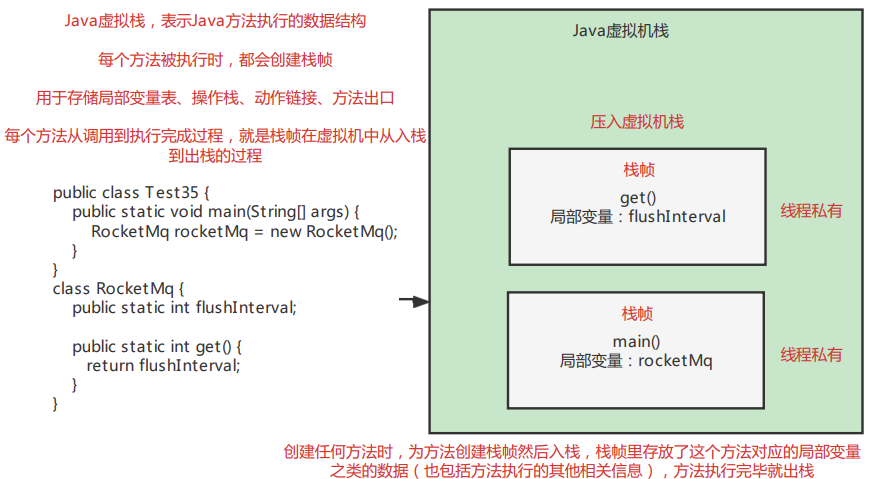 Java虚拟栈，表示Java方法执行的数据结构
每个方法被执行时，都会创建栈帧
用于存储局部变量表、操作栈、动作链接、方法出口
每个方法从调用到执行完成过程，就是栈帧在虚拟机中从入栈
到出栈的过程
public class Test35 {
public static void main(String[] args) {
RocketMq rocketMq = new RocketMq();
}
}
class RocketMq {
public static int flushInterval;
public static int get() {
return flushInterval;
}
}
Java虚拟机栈
压入虚拟机栈
栈帧
get()
局部变量：flushInterval
线程私有
栈帧
main()
局部变量：rocketMq
线程私有
创建任何方法时，为方法创建栈帧然后入栈，栈帧里存放了这个方法对应的局部变量
之类的数据（也包括方法执行的其他相关信息），方法执行完毕就出栈